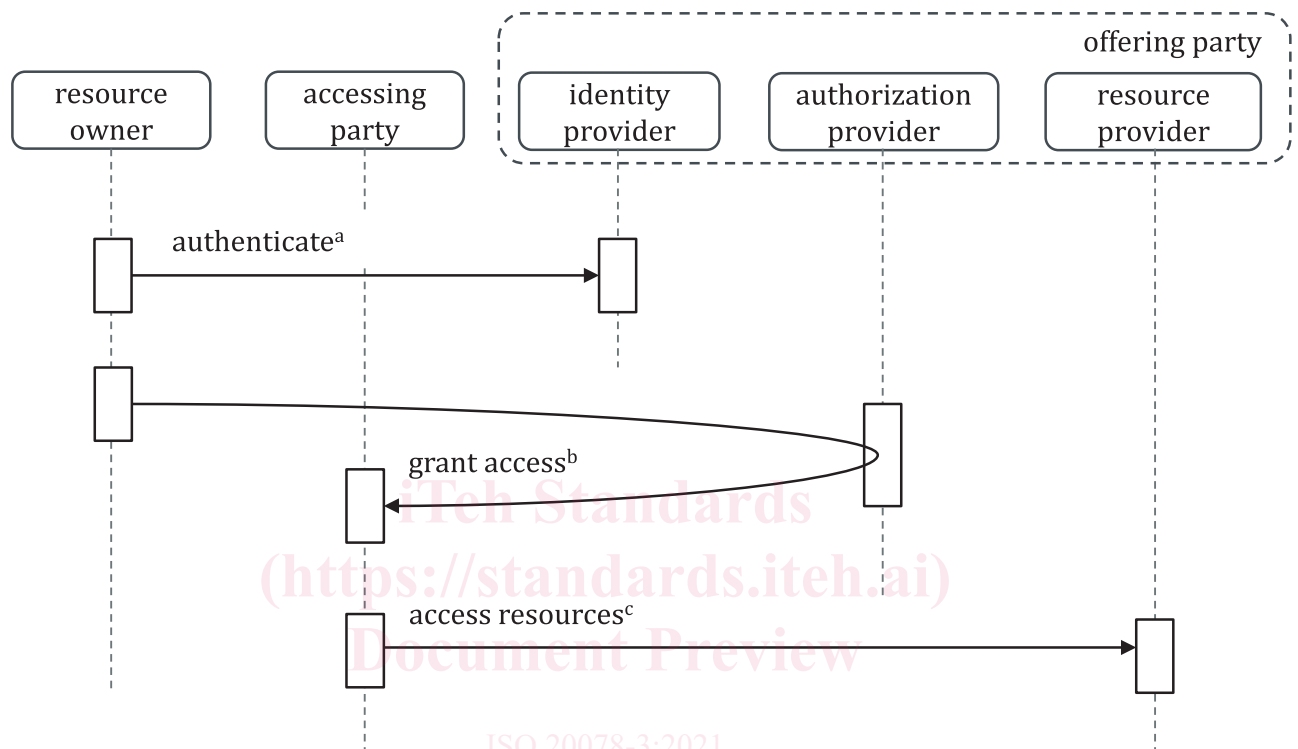 offering party
resource
owner
accessing
party
identity
provider
authorization
provider
resource
provider
authenticateᵃ
grant accessᵇ
iTeh Standards
(https://standards.iteh.ai)
access resourcesᶜ
Document Preview
ISO 20078-3:2021